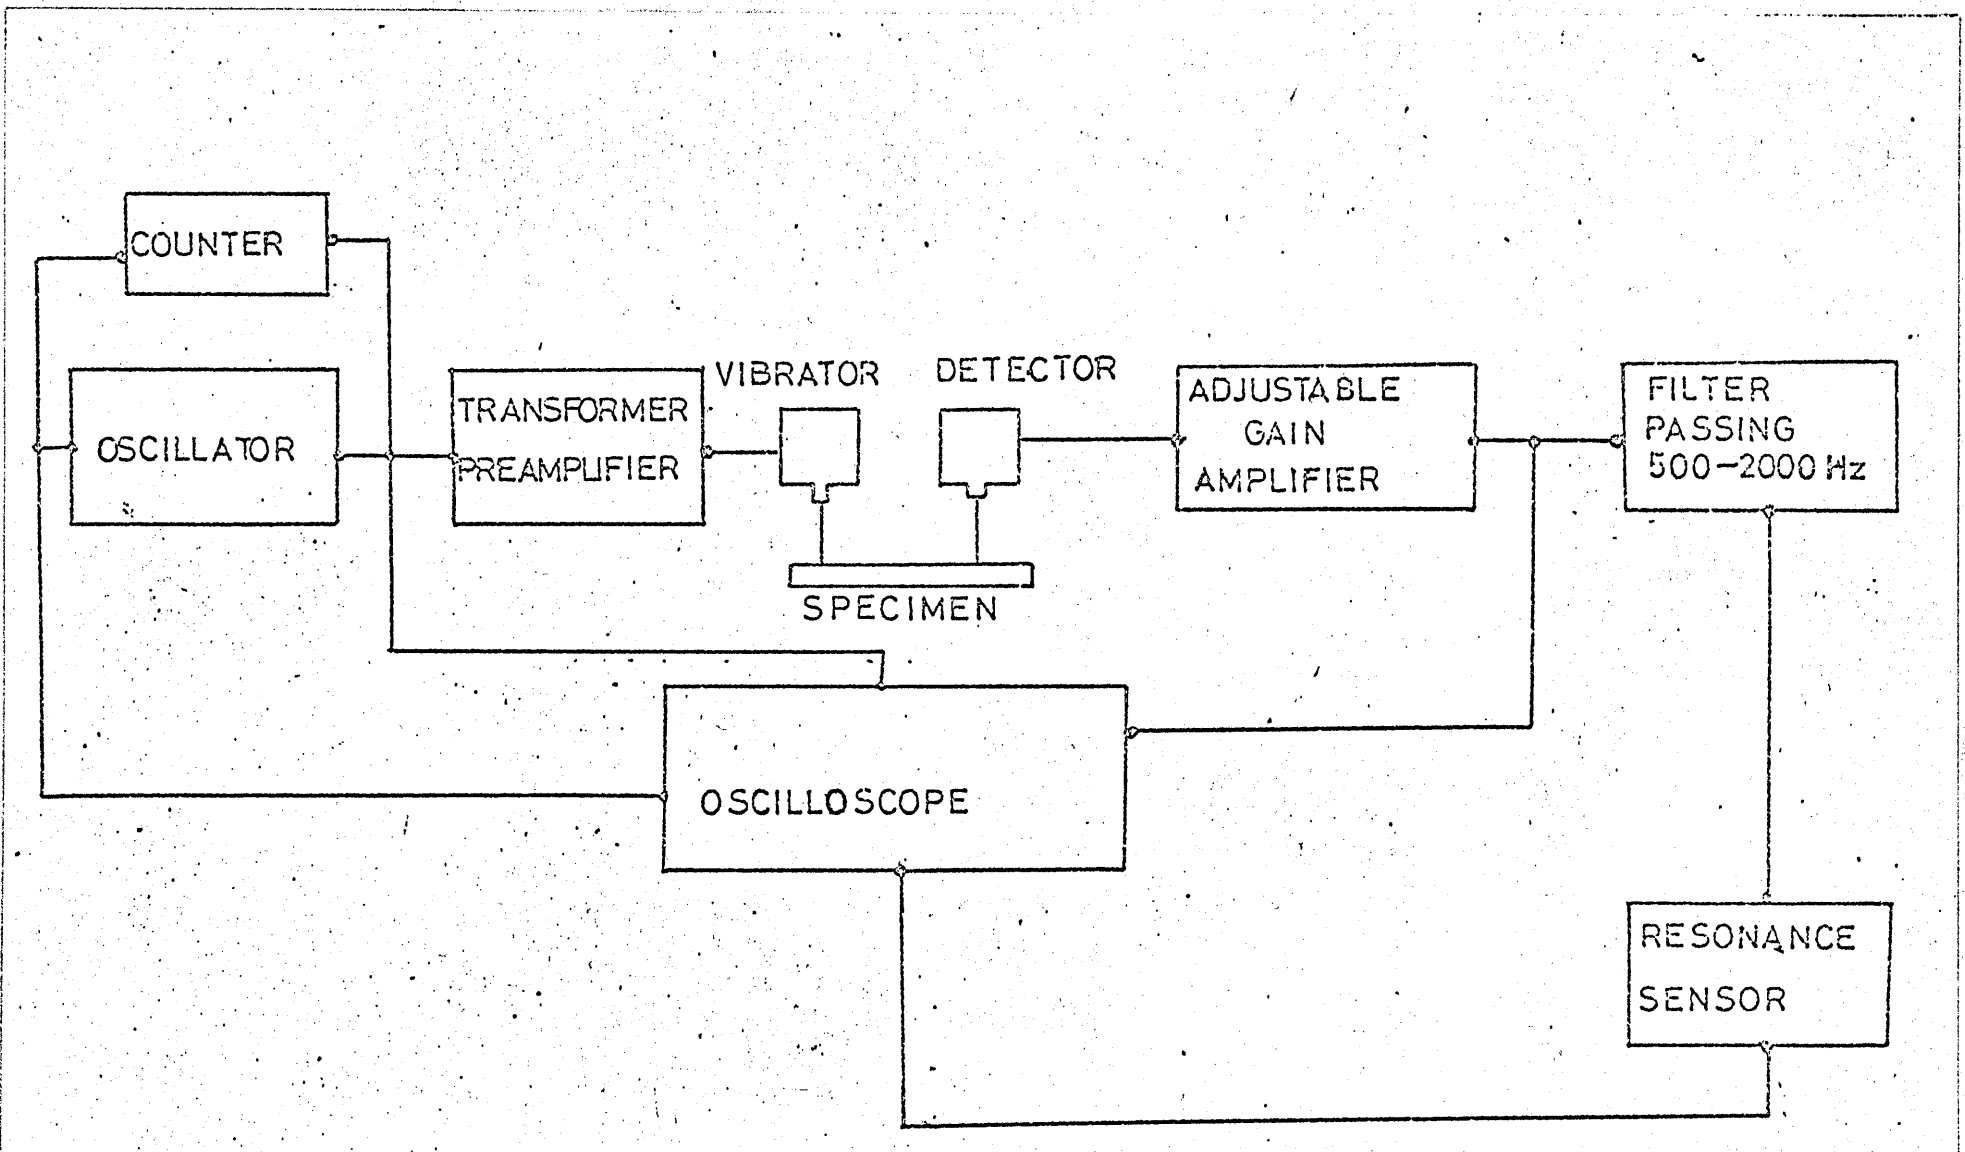 COUNTER
OSCILLATOR
TRANSFORMER
PREAMPLIFIER
VIBRATOR
DETECTOR
SPECIMEN
ADJUSTABLE
GAIN
AMPLIFIER
FILTER
PASSING
500-2000 Hz
OSCILLOSCOPE
RESONANCE
SENSOR